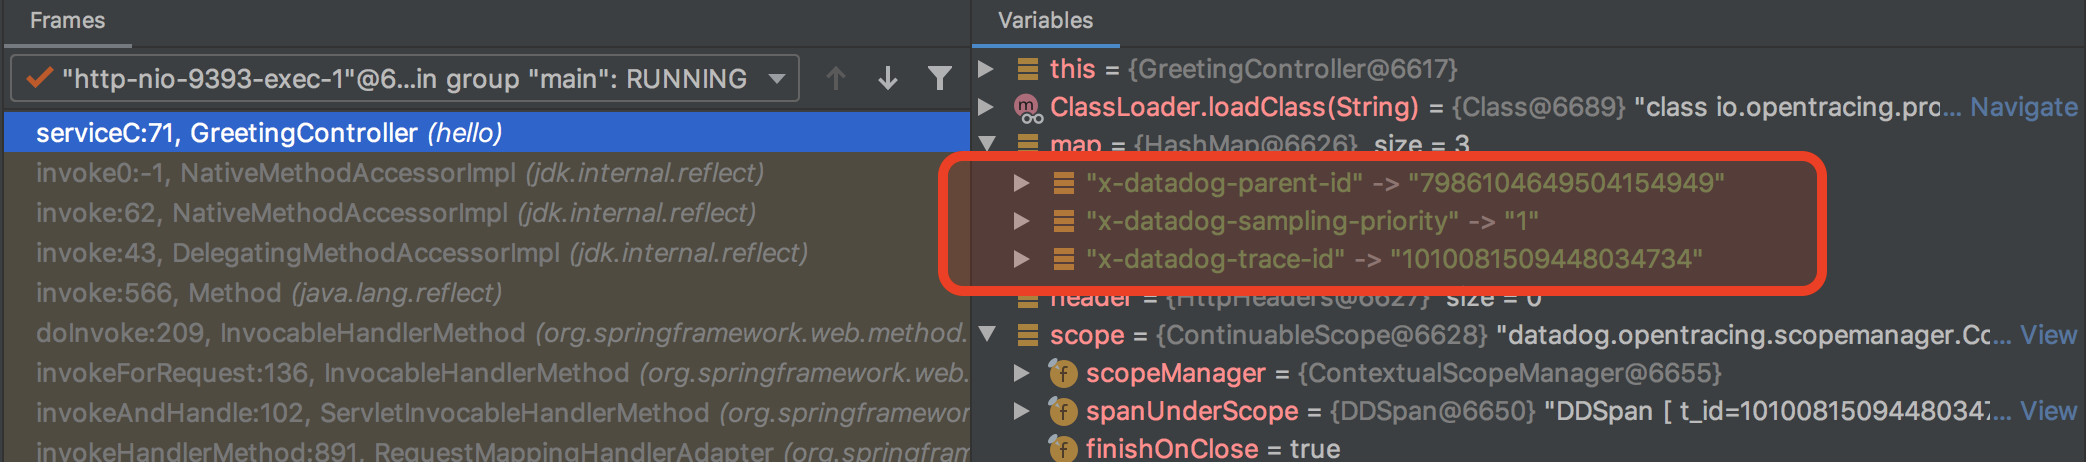 Frames
"http-nio-9393-exec-1"@6...in group "main": RUNNING
serviceC:71, GreetingController (hello)
invoke0:-1, NativeMethodAccessorImpl (jdk.internal.reflect)
invoke:62, NativeMethodAccessorImpl (jdk.internal.reflect)
invoke:43, DelegatingMethodAccessorImpl (jdk.internal.reflect)
invoke:566, Method (java.lang.reflect)
doInvoke:209, InvocableHandlerMethod (org.springframework.web.method.
invokeForRequest:136, InvocableHandlerMethod (org.springframework.web.
invokeAndHandle:102, ServletInvocableHandlerMethod (org.springframewor
invokeHandlerMethod:891, RequestMappingHandlerAdapter (org.springfram
Variables
this = {GreetingController@6617}
m ClassLoader.loadClass(String) = {Class@6689} "class io.opentracing.pro... Navigate
map = {HashMap@6626} size = 3
"x-datadog-parent-id" -> "7986104649504154949"
"x-datadog-sampling-priority" -> "1"
"x-datadog-trace-id" -> "1010081509448034734"
header = {HttpHeaders@6627} size = 0
scope = {ContinuableScope@6628} "datadog.opentracing.scopemanager.Co... View
f scopeManager = {ContextualScopeManager@6655}
f spanUnderScope = {DDSpan@6650} "DDSpan [ t_id=10100815094480347... View
f finishOnClose = true